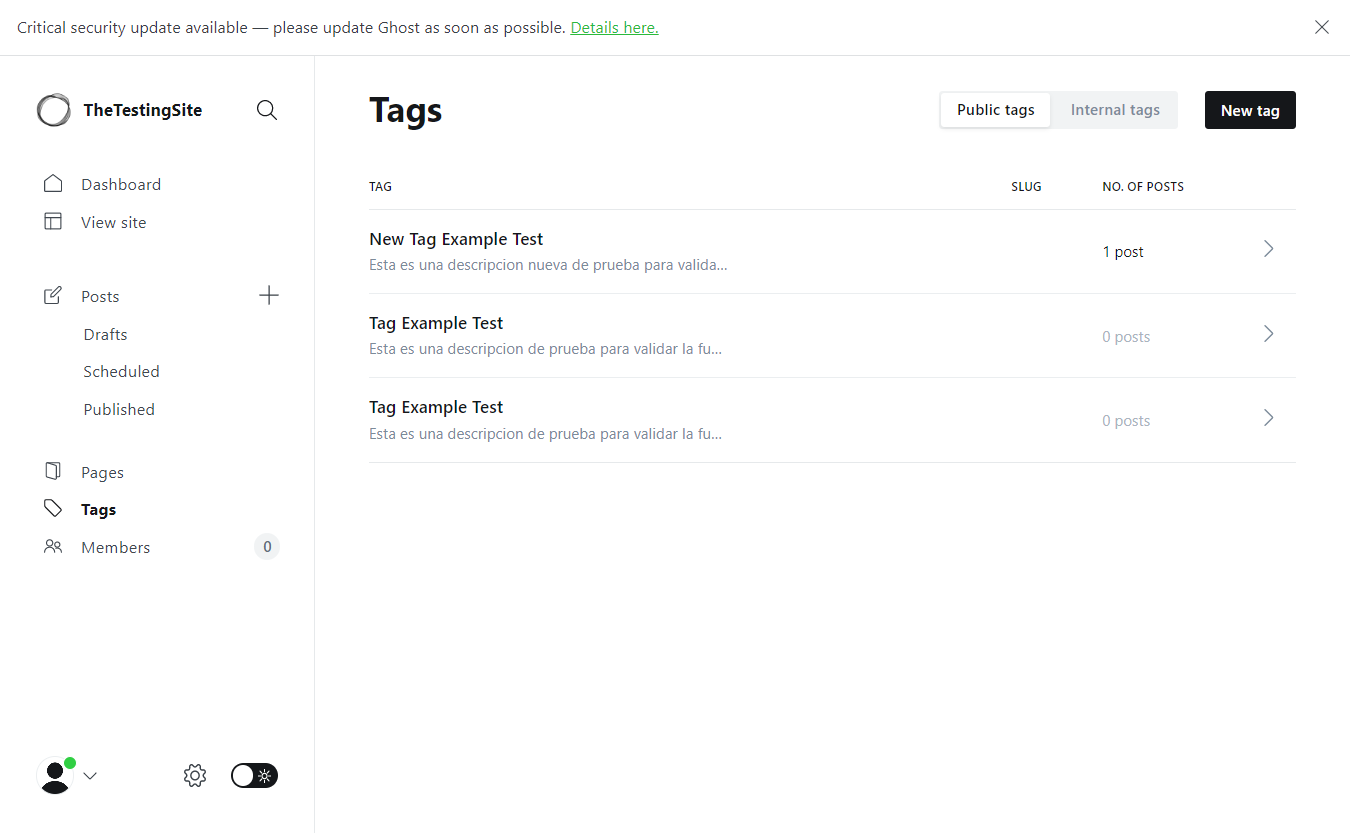 Critical security update available — please update Ghost as soon as possible. Details here.
TheTestingSite
Dashboard
View site
Posts
Drafts
Scheduled
Published
Pages
Tags
Members 0
Tags
Public tags Internal tags New tag
TAG SLUG NO. OF POSTS
New Tag Example Test
Esta es una descripcion nueva de prueba para valida...
1 post
Tag Example Test
Esta es una descripcion de prueba para validar la fu...
0 posts
Tag Example Test
Esta es una descripcion de prueba para validar la fu...
0 posts